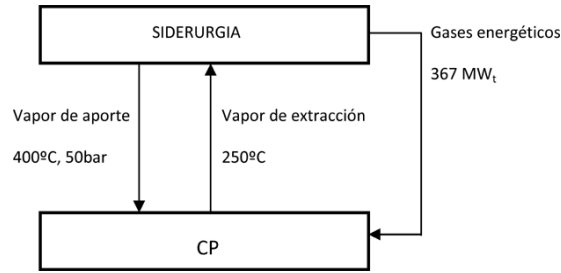 SIDERURGIA
Gases energéticos
367 MWt
Vapor de aporte
400ºC, 50bar
Vapor de extracción
250ºC
CP